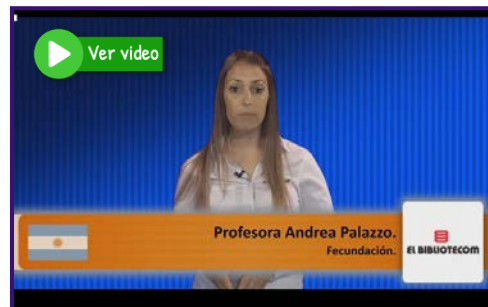 Ver video
Profesora Andrea Palazzo.
Fecundación.
EL BIBLIOTECOM